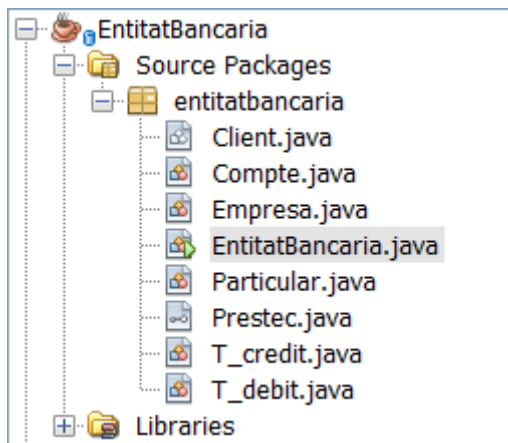 EntitatBancaria
Source Packages
entitatbancaria
Client.java
Compte.java
Empresa.java
EntitatBancaria.java
Particular.java
Prestec.java
T_credit.java
T_debit.java
Libraries